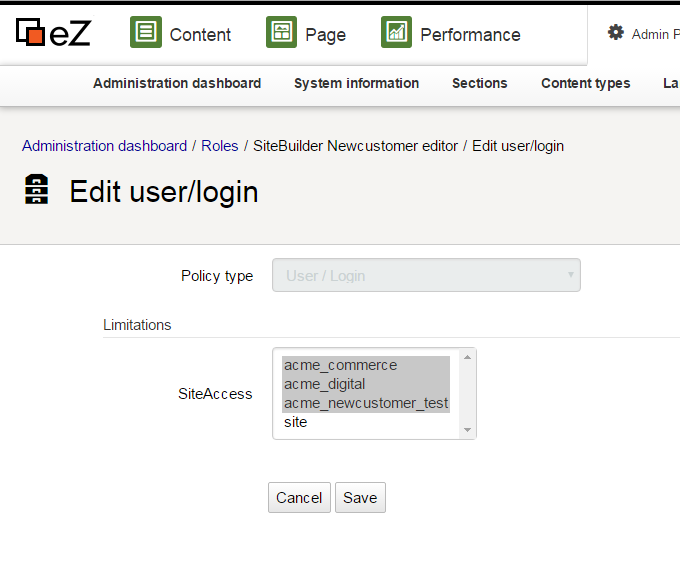 eZ Content Page Performance Admin P
Administration dashboard System information Sections Content types La
Administration dashboard / Roles / SiteBuilder Newcustomer editor / Edit user/login
Edit user/login
Policy type User / Login
Limitations
acme_commerce
acme_digital
SiteAccess
acme_newcustomer_test
site
Cancel Save